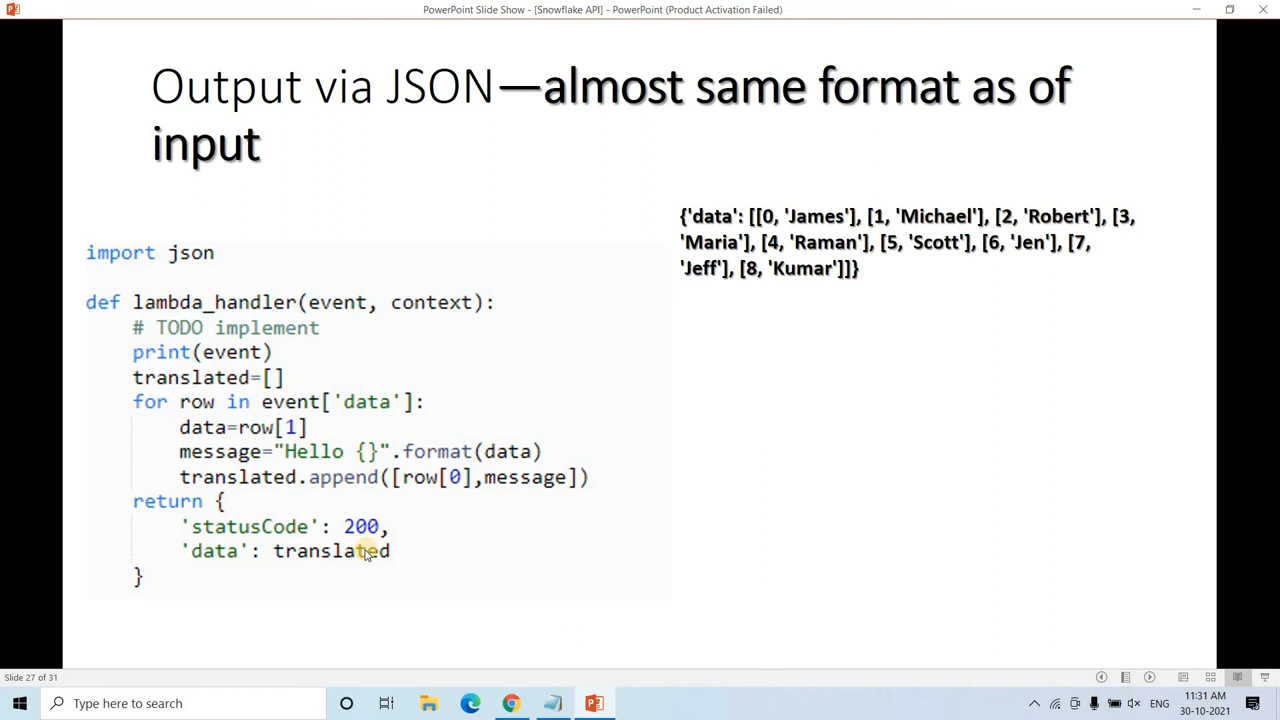 PowerPoint Slide Show - [Snowflake API] - PowerPoint (Product Activation Failed)
Output via JSON—almost same format as of
input
{'data': [[0, 'James'], [1, 'Michael'], [2, 'Robert'], [3,
'Maria'], [4, 'Raman'], [5, 'Scott'], [6, 'Jen'], [7,
'Jeff'], [8, 'Kumar']]}
import json
def lambda_handler(event, context):
    # TODO implement
    print(event)
    translated=[]
    for row in event['data']:
        data=row[1]
        message="Hello {}".format(data)
        translated.append([row[0],message])
    return {
        'statusCode': 200,
        'data': translated
    }
Slide 27 of 31
Type here to search
ENG
11:31 AM
30-10-2021